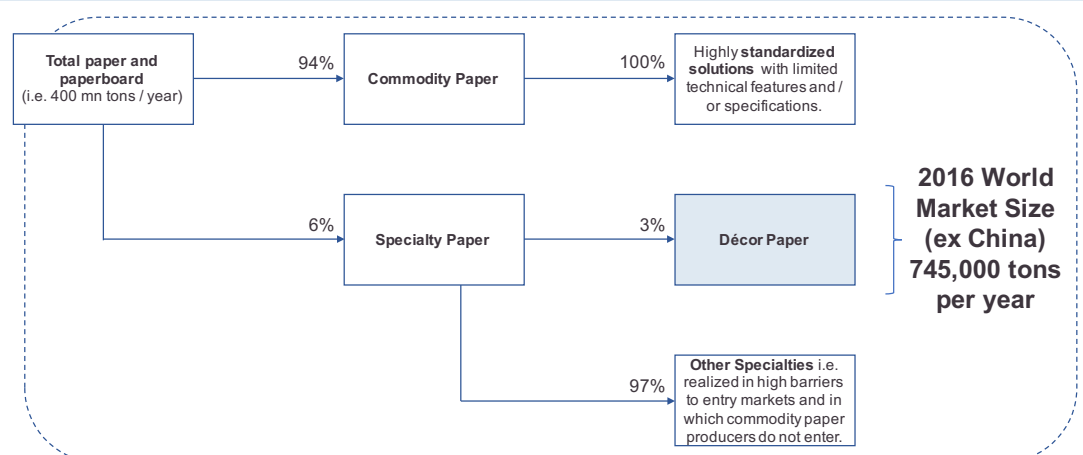 Total paper and
paperboard
(i.e. 400 mn tons / year)
94%
Commodity Paper
100%
Highly standardized
solutions with limited
technical features and /
or specifications.
6%
Specialty Paper
3%
Décor Paper
2016 World
Market Size
(ex China)
745,000 tons
per year
97%
Other Specialties i.e.
realized in high barriers
to entry markets and in
which commodity paper
producers do not enter.